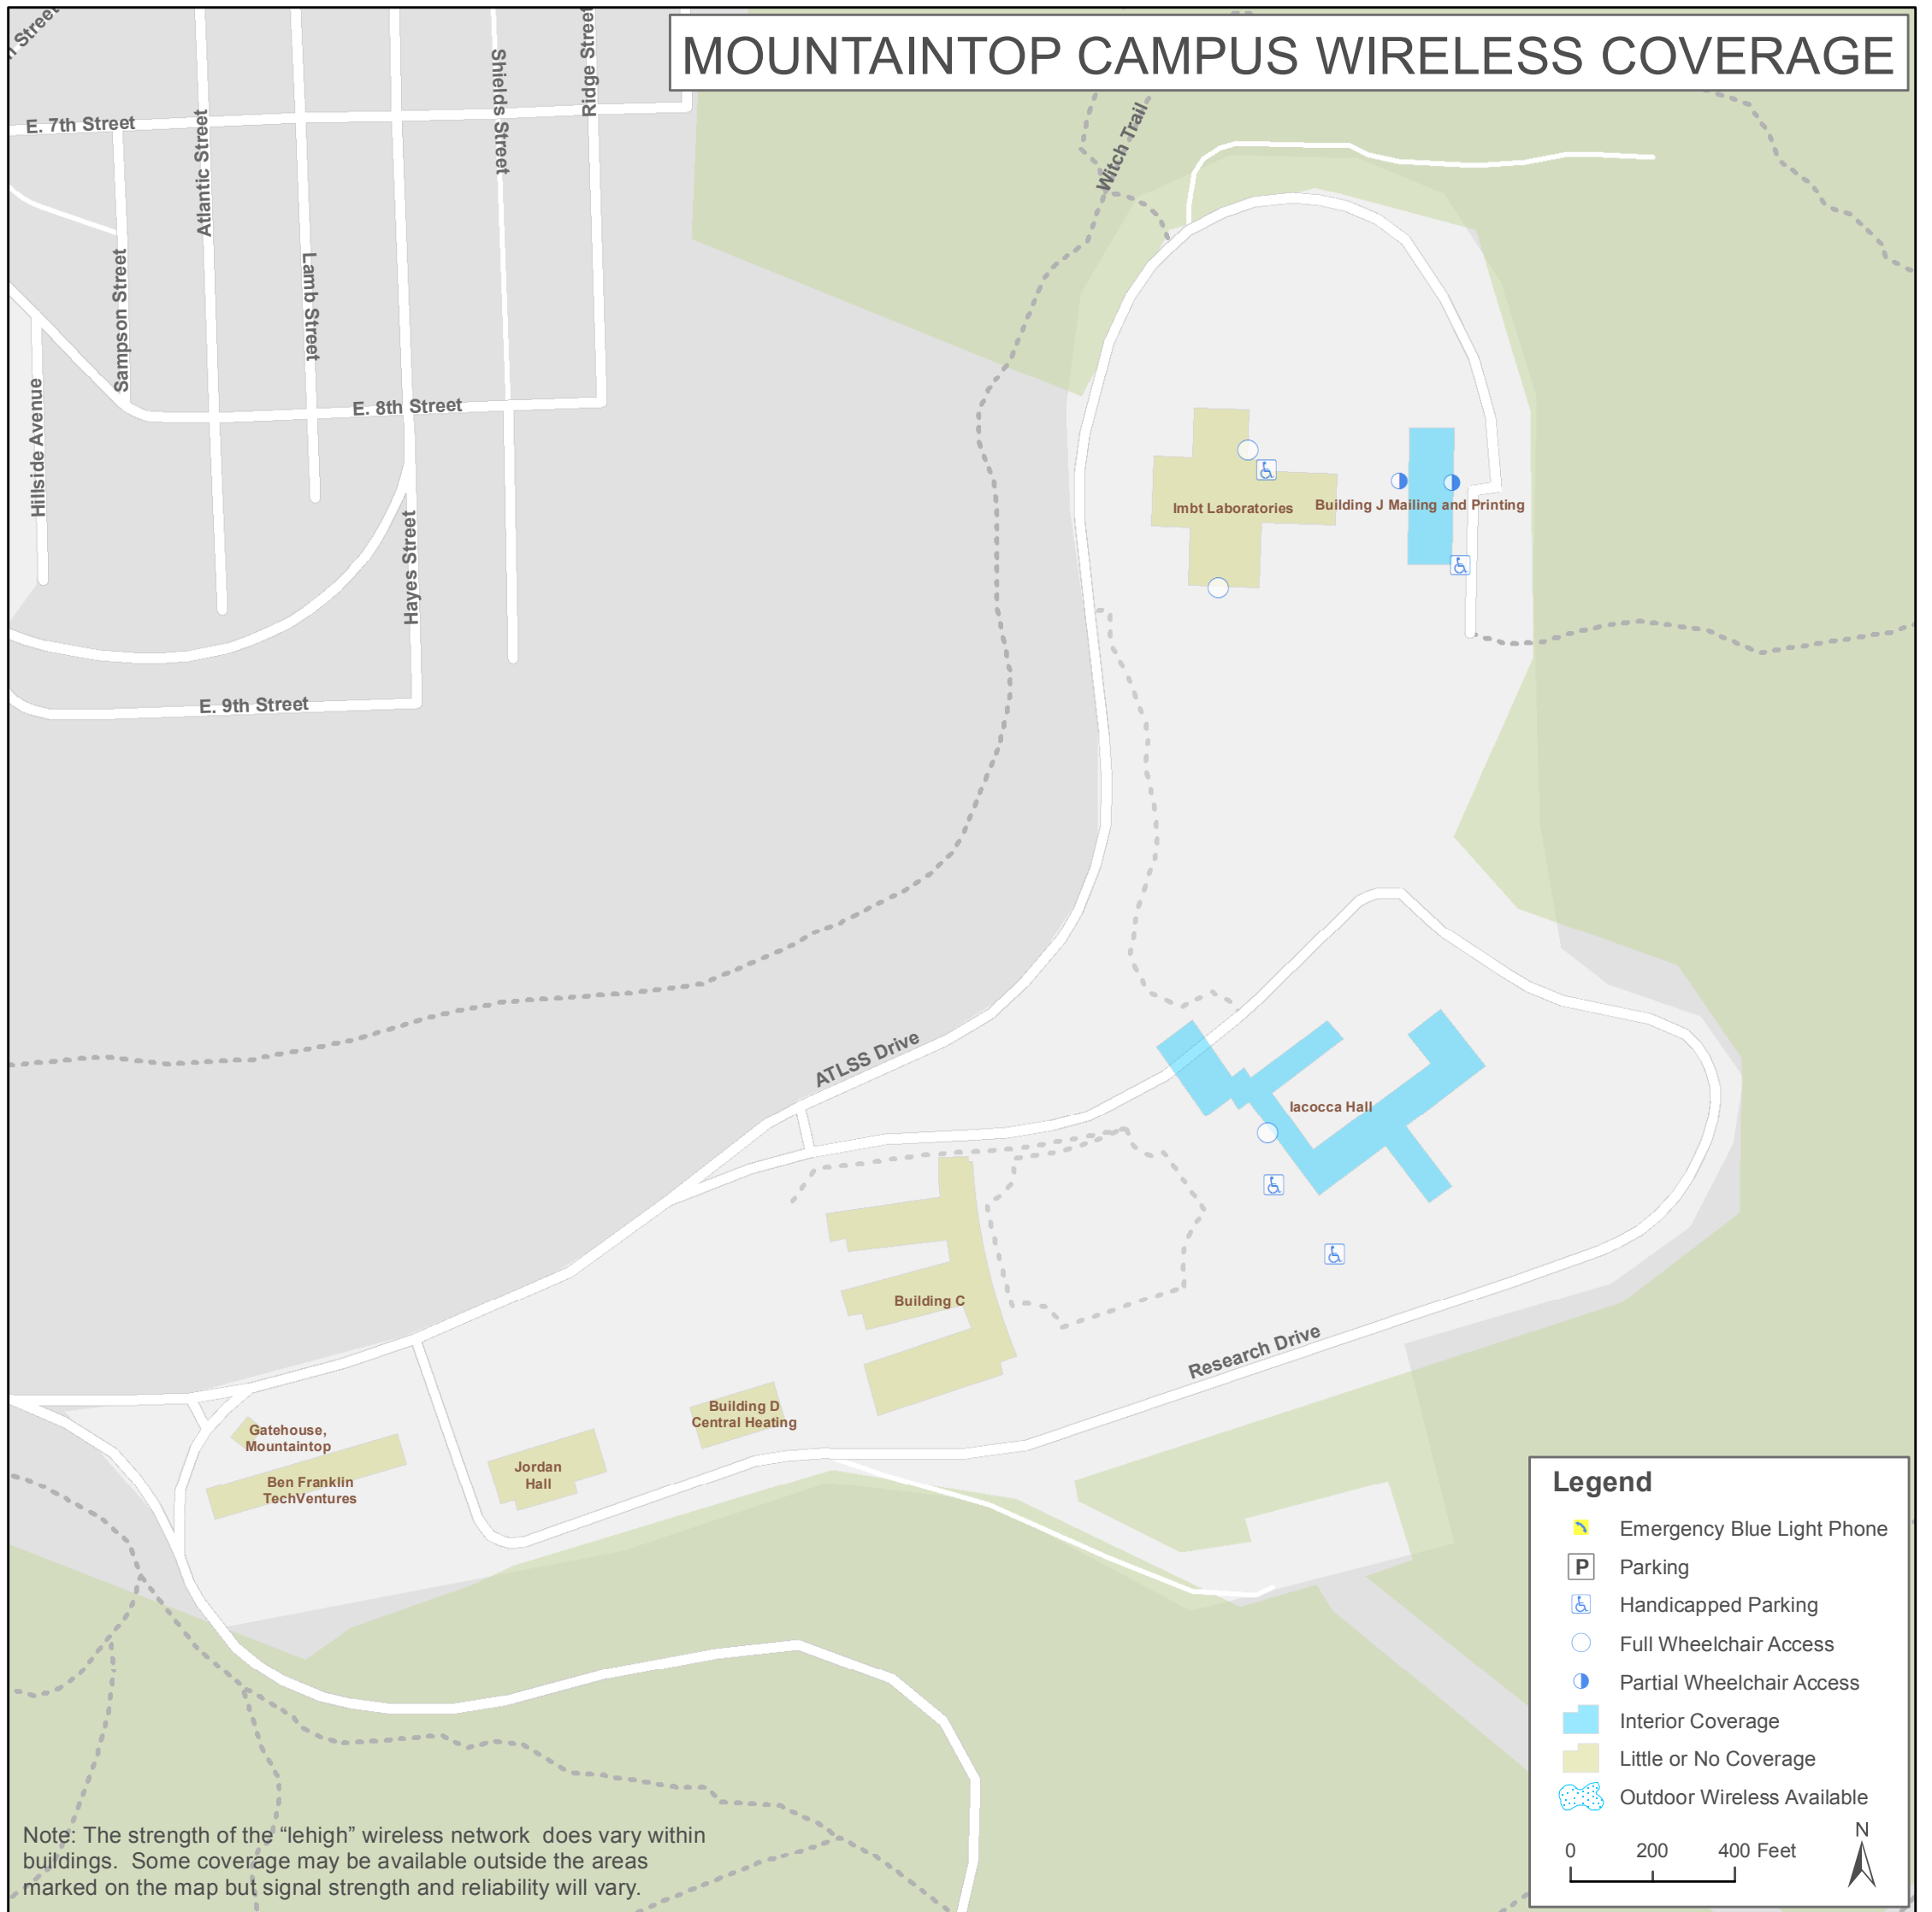 MOUNTAINTOP CAMPUS WIRELESS COVERAGE
Street
E. 7th Street
Atlantic Street
Shields Street
Ridge Street
Witch Trail
Sampson Street
Lamb Street
Hillside Avenue
E. 8th Street
Hayes Street
E. 9th Street
Imbt Laboratories
Building J Mailing and Printing
ATLSS Drive
Iacocca Hall
Building C
Research Drive
Building D
Central Heating
Gatehouse,
Mountaintop
Ben Franklin
TechVentures
Jordan
Hall
Legend
Emergency Blue Light Phone
P Parking
Handicapped Parking
Full Wheelchair Access
Partial Wheelchair Access
Interior Coverage
Little or No Coverage
Outdoor Wireless Available
0 200 400 Feet
N
Note: The strength of the “lehigh” wireless network does vary within
buildings. Some coverage may be available outside the areas
marked on the map but signal strength and reliability will vary.